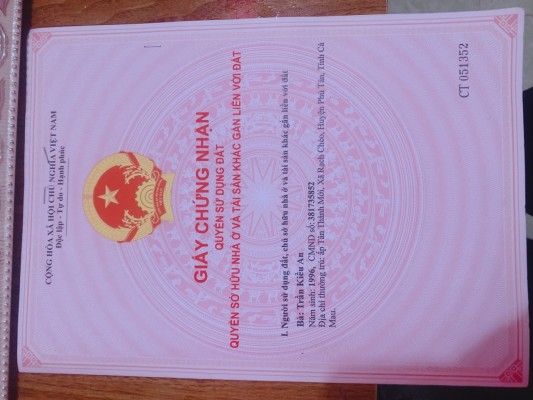 CỘNG HÒA XÃ HỘI CHỦ NGHĨA VIỆT NAM
Độc lập - Tự do - Hạnh phúc
GIẤY CHỨNG NHẬN
QUYỀN SỬ DỤNG ĐẤT
QUYỀN SỞ HỮU NHÀ Ở VÀ TÀI SẢN KHÁC GẮN LIỀN VỚI ĐẤT
I. Người sử dụng đất, chủ sở hữu nhà ở và tài sản khác gắn liền với đất
Bà: Trần Kiều An
Năm sinh: 1996, CMND số: 381735852
Địa chỉ thường trú: ấp Tân Thành Mới, Xã Rạch Chèo, Huyện Phú Tân, Tỉnh Cà
Mau.
CT 051352